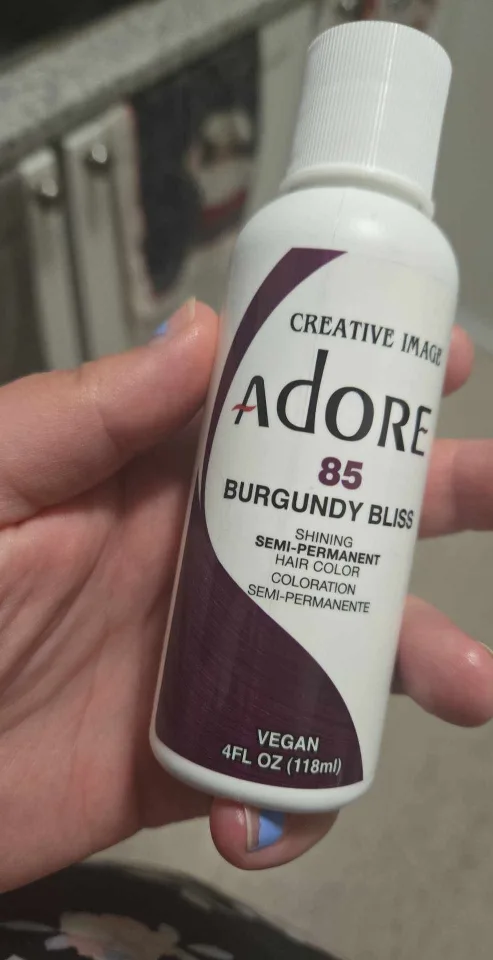 CREATIVE IMAGE
ADORE
85
BURGUNDY BLISS
SHINING
SEMI-PERMANENT
HAIR COLOR
COLORATION
SEMI-PERMANENTE
VEGAN
4FL OZ (118ml)